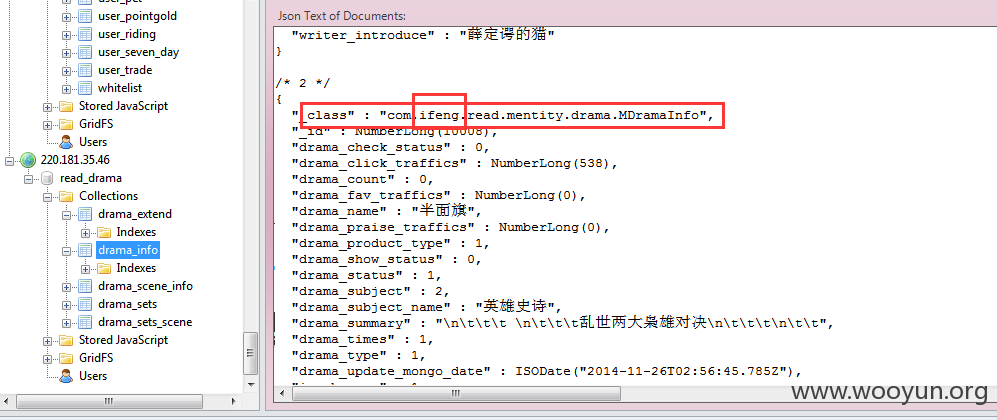 user_pet
user_pointgold
user_riding
user_seven_day
user_trade
whitelist
Stored JavaScript
GridFS
Users
220.181.35.46
read_drama
Collections
drama_extend
Indexes
drama_info
Indexes
drama_scene_info
drama_sets
drama_sets_scene
Stored JavaScript
GridFS
Users
Json Text of Documents:
"writer_introduce" : "薛定谔的猫"
}
/* 2 */
{
"_class" : "com.ifeng.read.mentity.drama.MDramaInfo",
"_id" : NumberLong(10008),
"drama_check_status" : 0,
"drama_click_traffics" : NumberLong(538),
"drama_count" : 0,
"drama_fav_traffics" : NumberLong(0),
"drama_name" : "半面旗",
"drama_praise_traffics" : NumberLong(0),
"drama_product_type" : 1,
"drama_show_status" : 0,
"drama_status" : 1,
"drama_subject" : 2,
"drama_subject_name" : "英雄史诗",
"drama_summary" : "\n\t\t\t \n\t\t\t乱世两大枭雄对决\n\t\t\t\n\t\t",
"drama_times" : 1,
"drama_type" : 1,
"drama_update_mongo_date" : ISODate("2014-11-26T02:56:45.785Z"),
www.wooyun.org